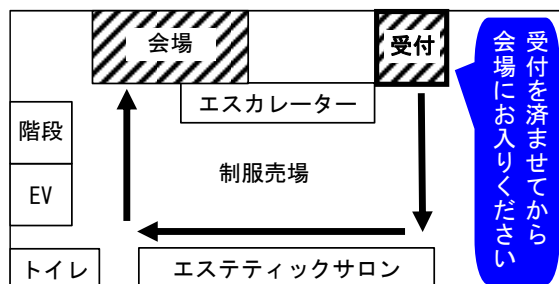 会場
受付
エスカレーター
階段
制服売場
EV
トイレ
エステティックサロン
受付を済ませてから
会場にお入りください